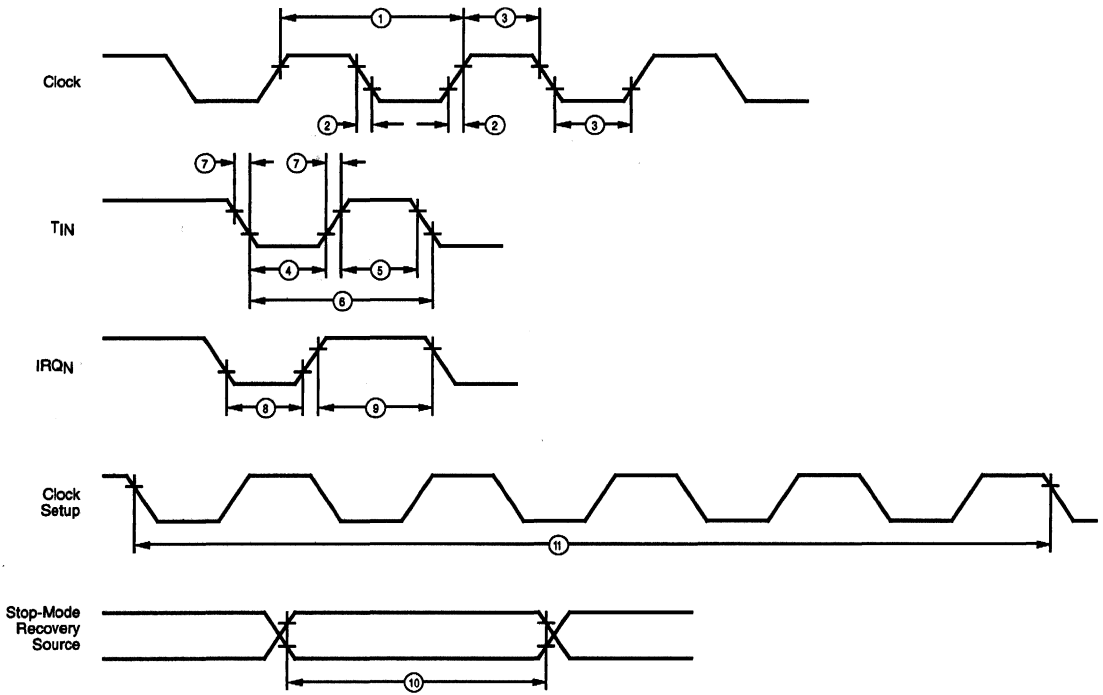 1 3
Clock
2 2 3
7 7
TIN
4 5
6
IRQN
8 9
Clock
Setup
11
Stop-Mode
Recovery
Source
10